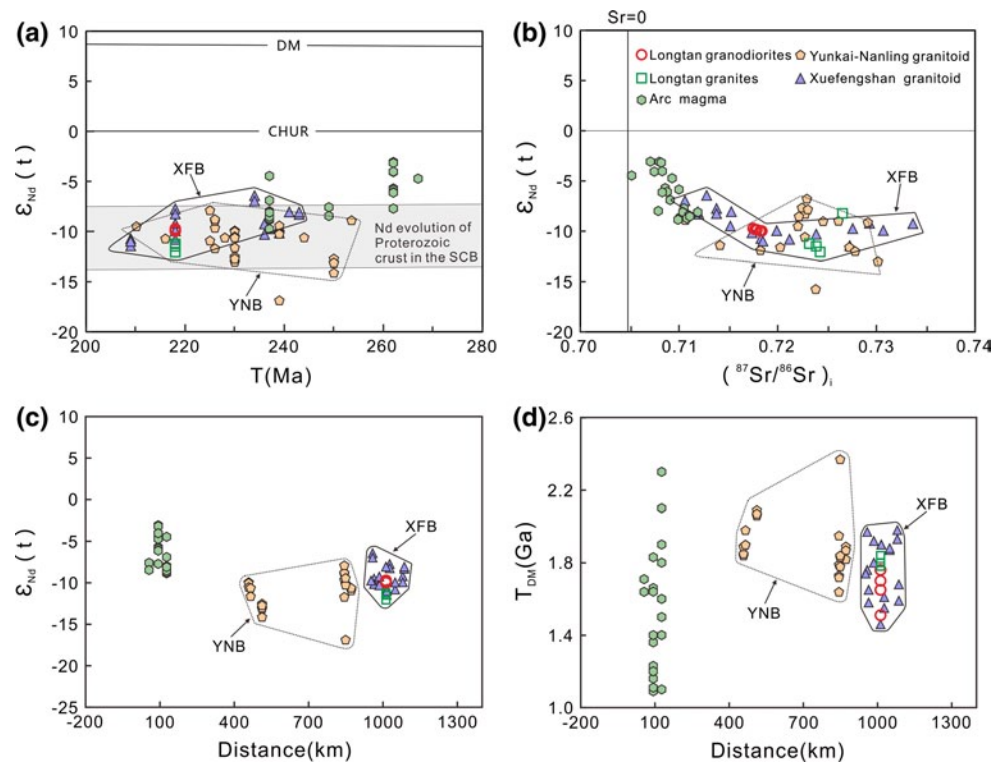 (a)
10
5
0
-5
-10
-15
-20
ε Nd ( t )
DM
CHUR
XFB
Nd evolution of
Proterozoic
crust in the SCB
YNB
200 220 240 260 280
T(Ma)
Sr=0
(b)
10
5
0
-5
-10
-15
-20
ε Nd ( t )
Longtan granodiorites
Yunkai-Nanling granitoid
Longtan granites
Xuefengshan granitoid
Arc magma
XFB
YNB
0.70 0.71 0.72 0.73 0.74
( 87Sr/86Sr )i
(c)
10
5
0
-5
-10
-15
-20
-25
ε Nd ( t )
XFB
YNB
-200 100 400 700 1000 1300
Distance(km)
(d)
2.6
2.2
1.8
1.4
1.0
TDM(Ga)
XFB
YNB
-200 100 400 700 1000 1300
Distance(km)